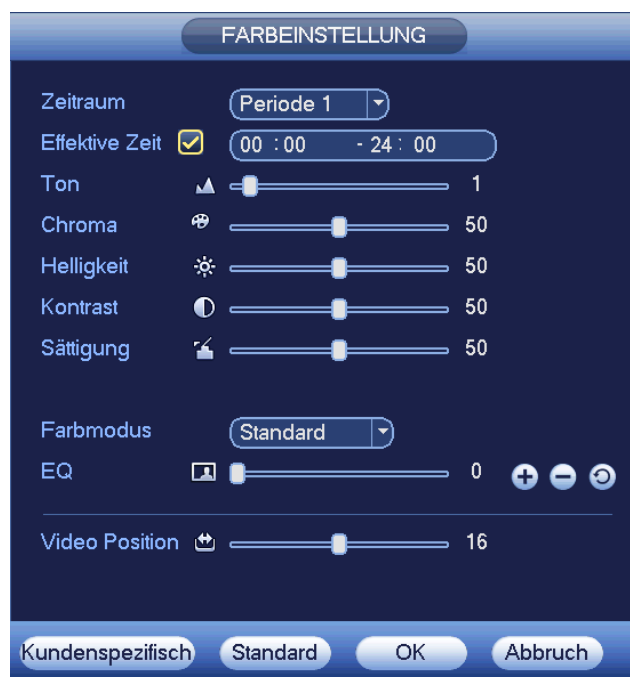 FARBEINSTELLUNG
Zeitraum Periode 1
Effektive Zeit 00 :00 - 24 : 00
Ton 1
Chroma 50
Helligkeit 50
Kontrast 50
Sättigung 50
Farbmodus Standard
EQ 0
Video Position 16
Kundenspezifisch Standard OK Abbruch